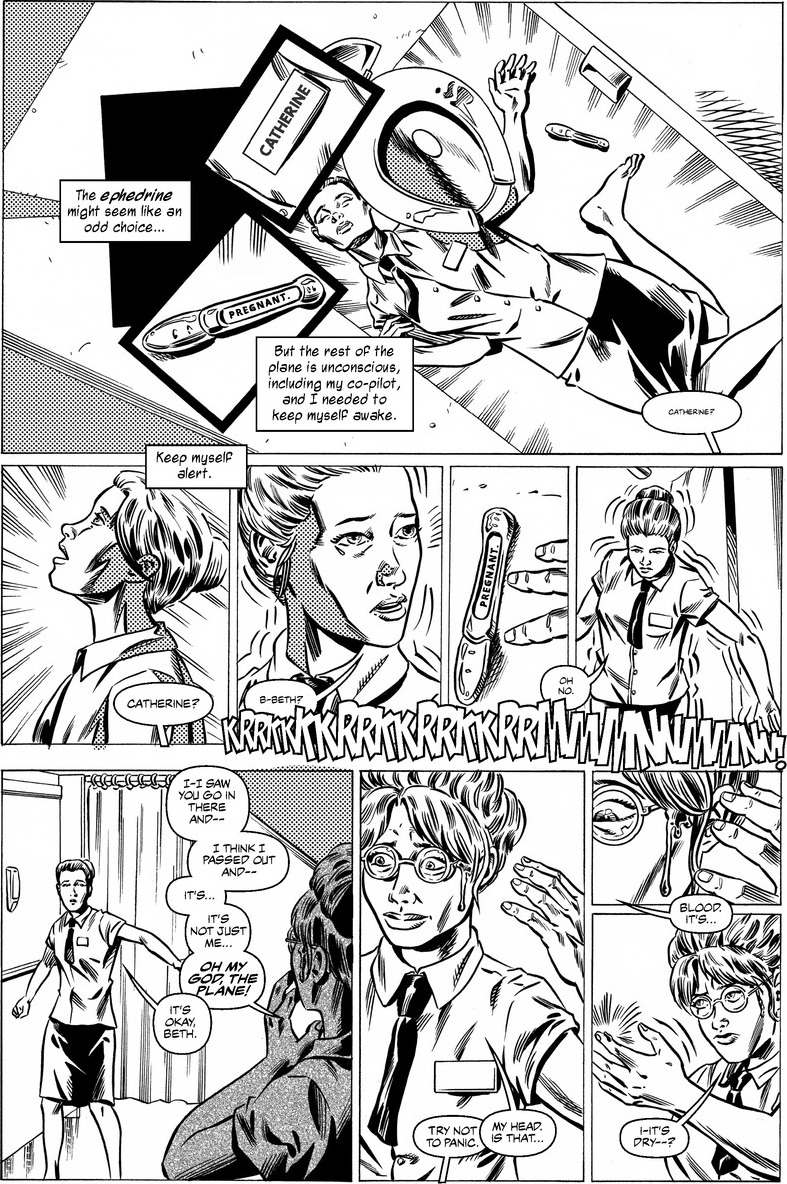 CATHERINE
The ephedrine
might seem like an
odd choice...
PREGNANT.
But the rest of the
plane is unconscious,
including my co-pilot,
and I needed to
keep myself awake.
CATHERINE?
Keep myself
alert.
CATHERINE?
B-BETH?
PREGNANT.
OH
NO.
I-I SAW
YOU GO IN
THERE
AND--
I THINK I
PASSED OUT
AND--
IT'S...
IT'S
NOT JUST
ME...
OH MY
GOD, THE
PLANE!
IT'S
OKAY,
BETH.
TRY NOT
TO PANIC.
MY HEAD.
IS THAT...
BLOOD.
IT'S...
I-IT'S
DRY--?